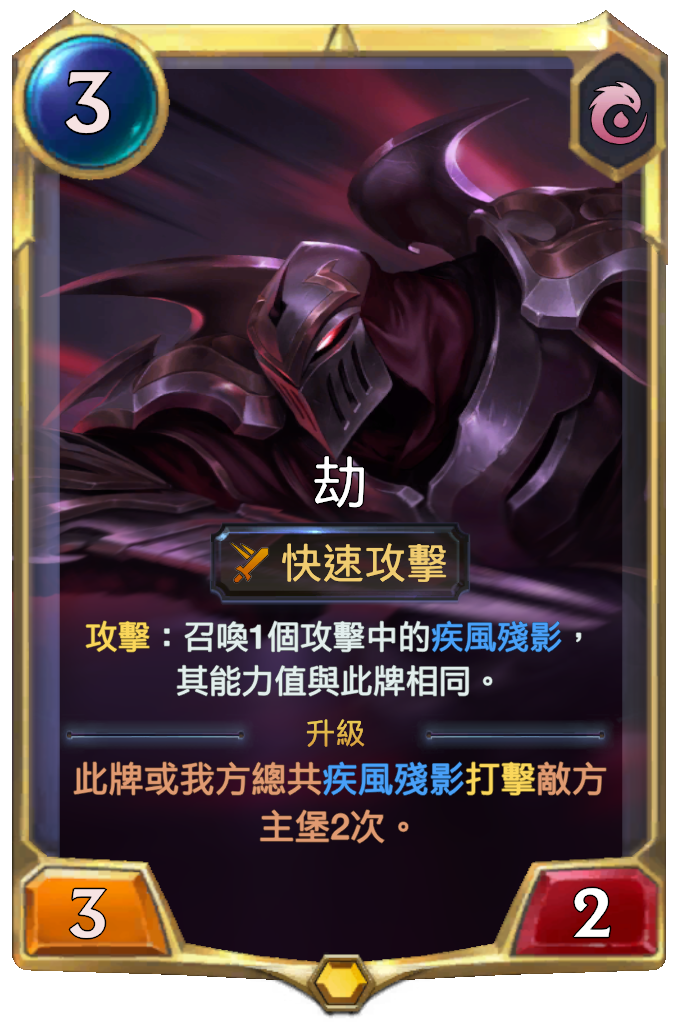 3
劫
快速攻擊
攻擊：召喚1個攻擊中的疾風殘影，
其能力值與此牌相同。
升級
此牌或我方總共疾風殘影打擊敵方
主堡2次。
3
2